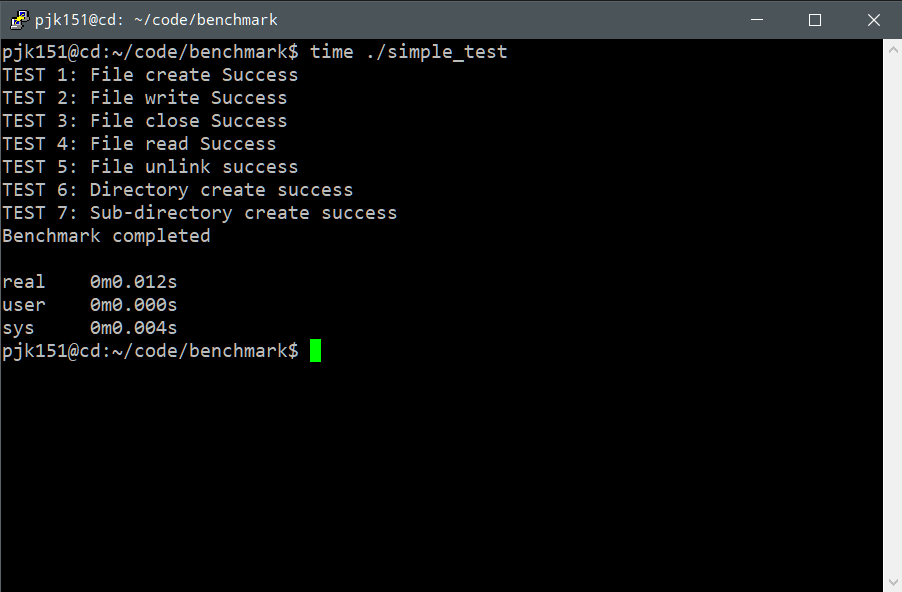 pjk151@cd: ~/code/benchmark
pjk151@cd:~/code/benchmark$ time ./simple_test
TEST 1: File create Success
TEST 2: File write Success
TEST 3: File close Success
TEST 4: File read Success
TEST 5: File unlink success
TEST 6: Directory create success
TEST 7: Sub-directory create success
Benchmark completed
real 0m0.012s
user 0m0.000s
sys 0m0.004s
pjk151@cd:~/code/benchmark$